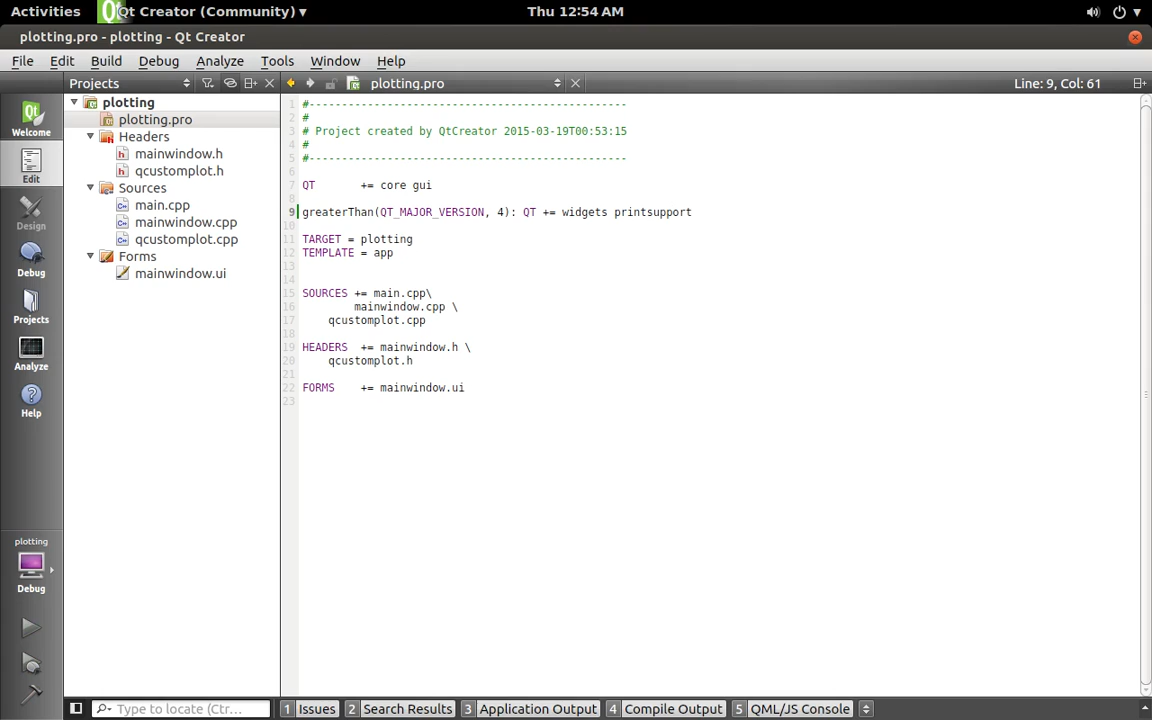 Activities Qt Creator (Community) ▾ Thu 12:54 AM
plotting.pro - plotting - Qt Creator
File Edit Build Debug Analyze Tools Window Help
Projects plotting.pro Line: 9, Col: 61
Welcome
Edit
Design
Debug
Projects
Analyze
Help
plotting
Debug
plotting
plotting.pro
Headers
mainwindow.h
qcustomplot.h
Sources
main.cpp
mainwindow.cpp
qcustomplot.cpp
Forms
mainwindow.ui
1 #-------------------------------------------------
2 #
3 # Project created by QtCreator 2015-03-19T00:53:15
4 #
5 #-------------------------------------------------
6
7 QT       += core gui
8
9 greaterThan(QT_MAJOR_VERSION, 4): QT += widgets printsupport
10
11 TARGET = plotting
12 TEMPLATE = app
13
14
15 SOURCES += main.cpp\
16         mainwindow.cpp \
17     qcustomplot.cpp
18
19 HEADERS  += mainwindow.h \
20     qcustomplot.h
21
22 FORMS    += mainwindow.ui
23
Type to locate (Ctr... 1 Issues 2 Search Results 3 Application Output 4 Compile Output 5 QML/JS Console